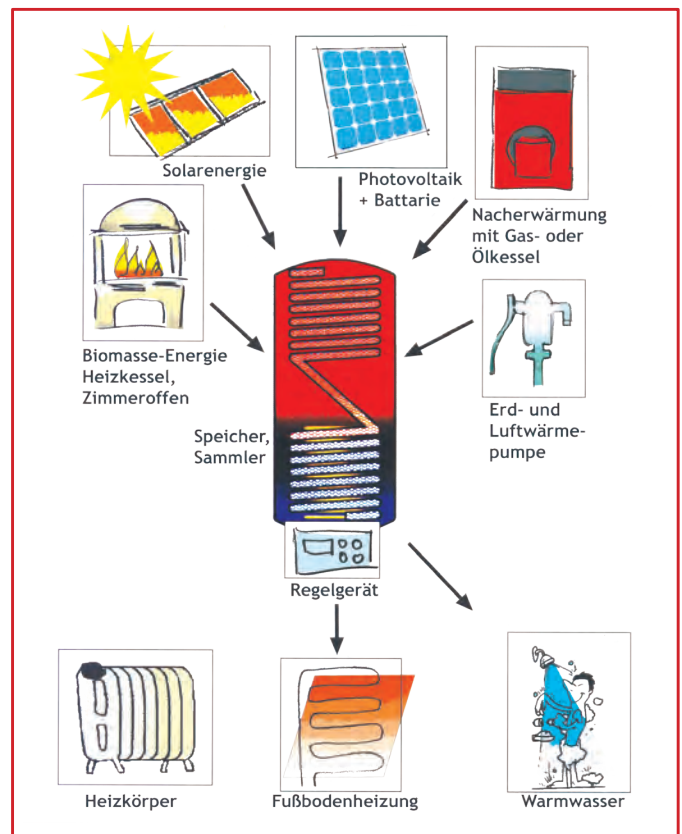 Solarenergie
Photovoltaik
+ Battarie
Nacherwärmung
mit Gas- oder
Ölkessel
Biomasse-Energie
Heizkessel,
Zimmeroffen
Erd- und
Luftwärme-
pumpe
Speicher,
Sammler
Regelgerät
Heizkörper
Fußbodenheizung
Warmwasser